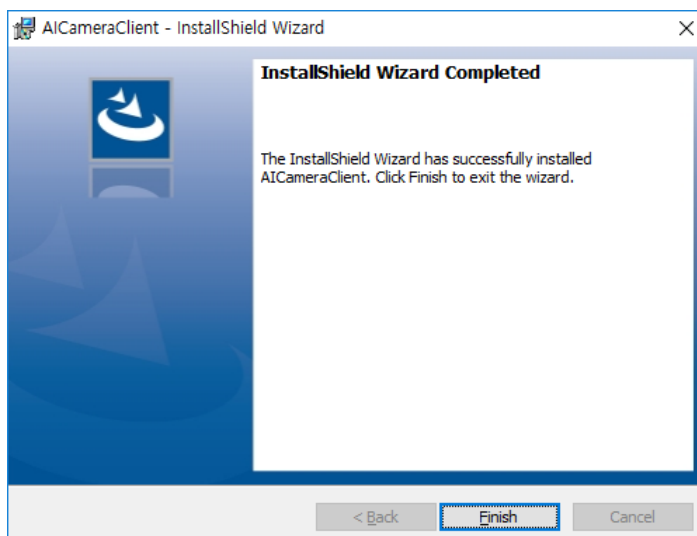 AICameraClient - InstallShield Wizard
InstallShield Wizard Completed
The InstallShield Wizard has successfully installed
AICameraClient. Click Finish to exit the wizard.
< Back
Finish
Cancel